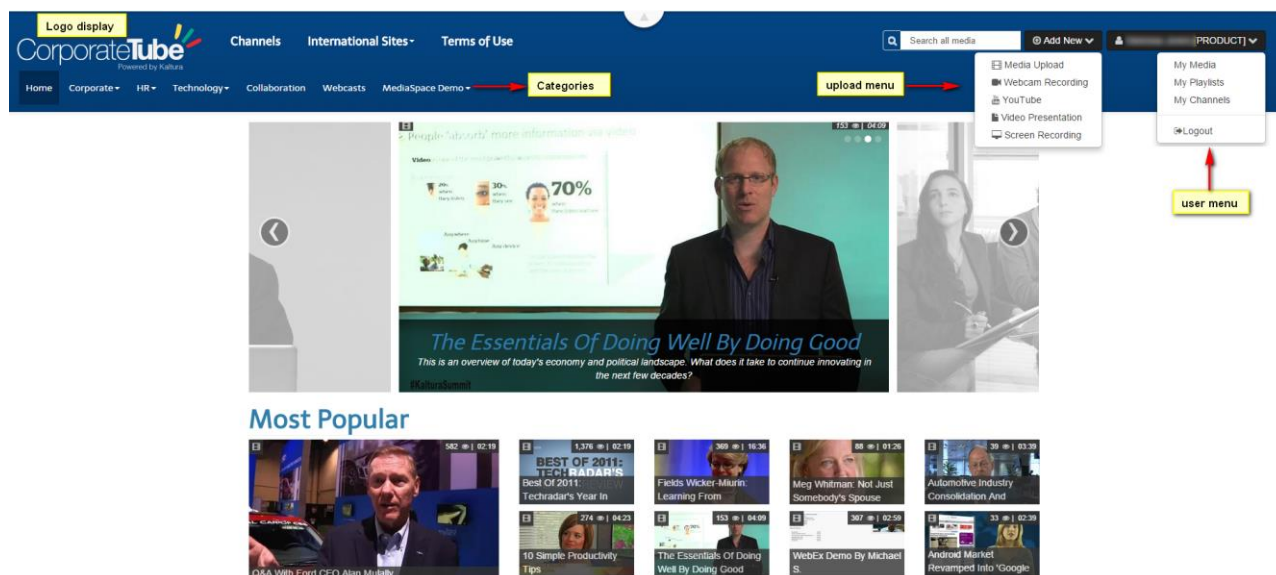 Logo display
CorporateTube
Powered by Kaltura
Channels International Sites Terms of Use
Search all media
Add New
[PRODUCT]
Home Corporate HR Technology Collaboration Webcasts MediaSpace Demo
Categories
upload menu
Media Upload
Webcam Recording
YouTube
Video Presentation
Screen Recording
My Media
My Playlists
My Channels
Logout
user menu
153 | 04:09
People 'absorb' more information via video
Video
30%
70%
The Essentials Of Doing Well By Doing Good
This is an overview of today's economy and political landscape. What does it take to continue innovating in
the next few decades?
#KalturaSummit
Most Popular
582 | 02:19
Q&A With Ford CEO Alan Mulally
1,376 | 02:19
BEST OF 2011:
TECHRADAR'S
Best Of 2011:
Techradar's Year In
369 | 16:36
Fields Wicker-Miurin:
Learning From
88 | 01:26
Meg Whitman: Not Just
Somebody's Spouse
39 | 03:39
Automotive Industry
Consolidation And
274 | 04:23
10 Simple Productivity
Tips
153 | 04:09
The Essentials Of Doing
Well By Doing Good
307 | 02:59
WebEx Demo By Michael
S.
33 | 02:39
Android Market
Revamped Into 'Google